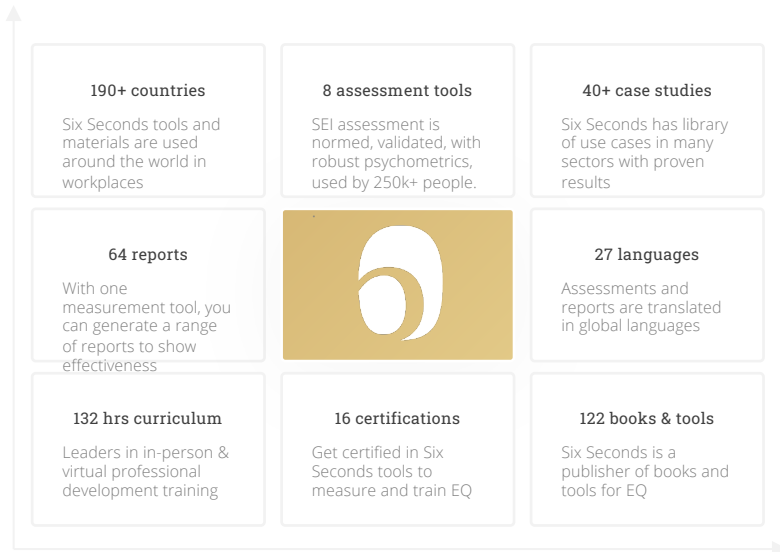 190+ countries
Six Seconds tools and
materials are used
around the world in
workplaces
8 assessment tools
SEI assessment is
normed, validated, with
robust psychometrics,
used by 250k+ people.
40+ case studies
Six Seconds has library
of use cases in many
sectors with proven
results
64 reports
With one
measurement tool, you
can generate a range
of reports to show
effectiveness
6
27 languages
Assessments and
reports are translated
in global languages
132 hrs curriculum
Leaders in in-person &
virtual professional
development training
16 certifications
Get certified in Six
Seconds tools to
measure and train EQ
122 books & tools
Six Seconds is a
publisher of books and
tools for EQ